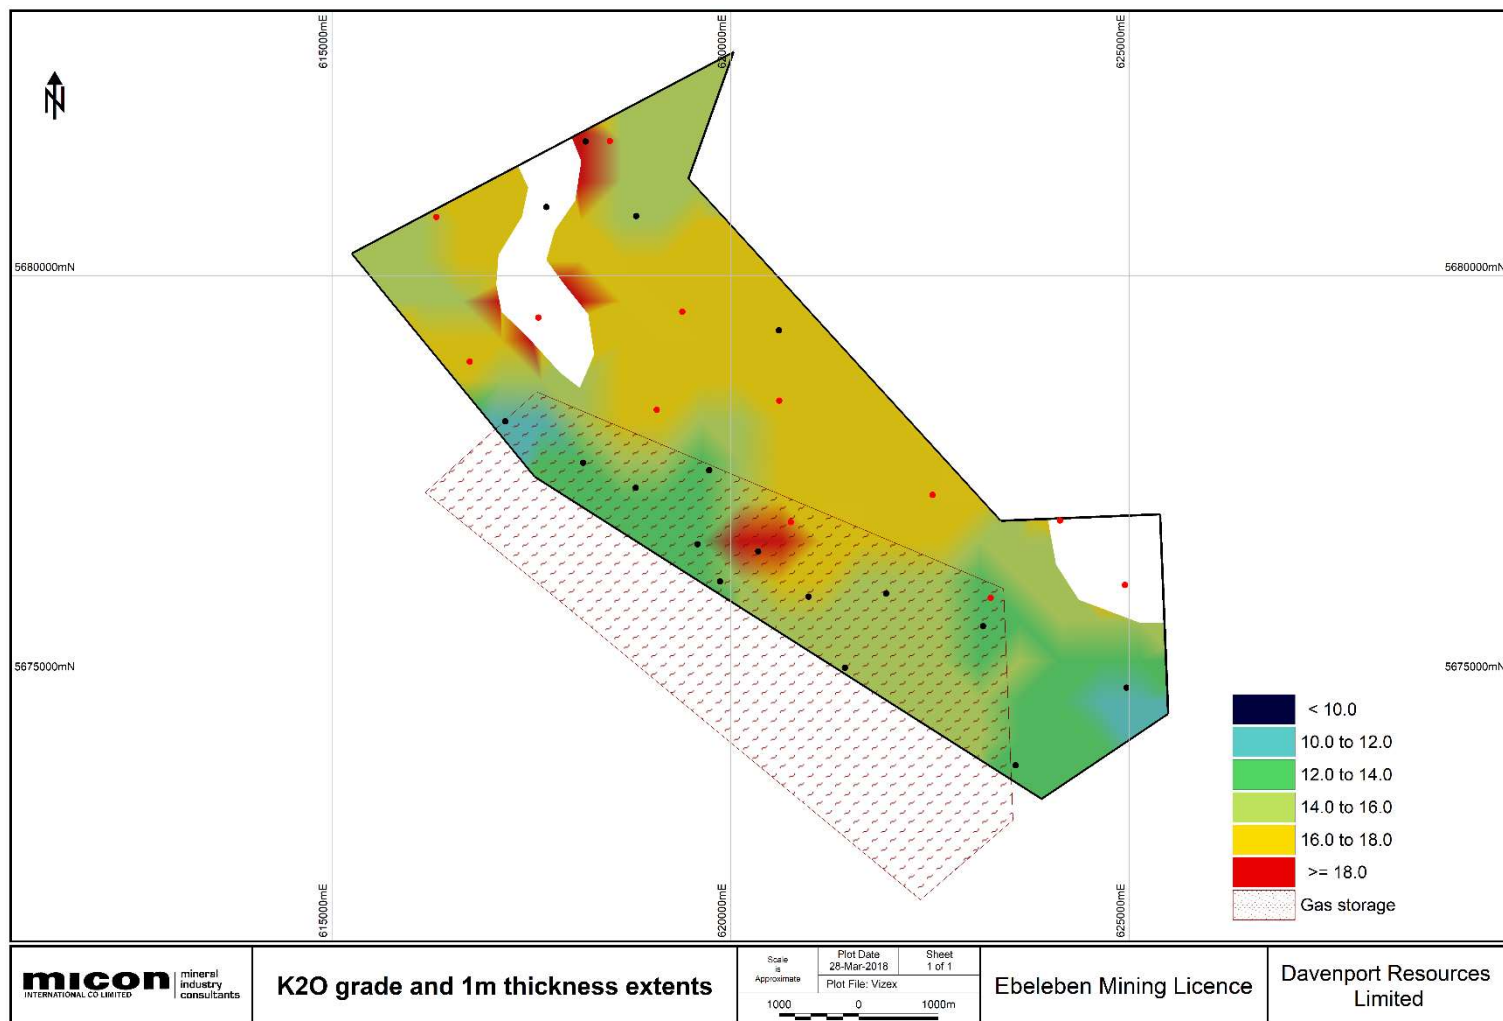 615000mE
620000mE
625000mE
N
5680000mN
5680000mN
5675000mN
5675000mN
< 10.0
10.0 to 12.0
12.0 to 14.0
14.0 to 16.0
16.0 to 18.0
>= 18.0
Gas storage
615000mE
620000mE
625000mE
micon
INTERNATIONAL CO LIMITED
mineral
industry
consultants
K2O grade and 1m thickness extents
Scale
is
Approximate
Plot Date
28-Mar-2018
Sheet
1 of 1
Plot File: Vizex
1000
0
1000m
Ebeleben Mining Licence
Davenport Resources
Limited